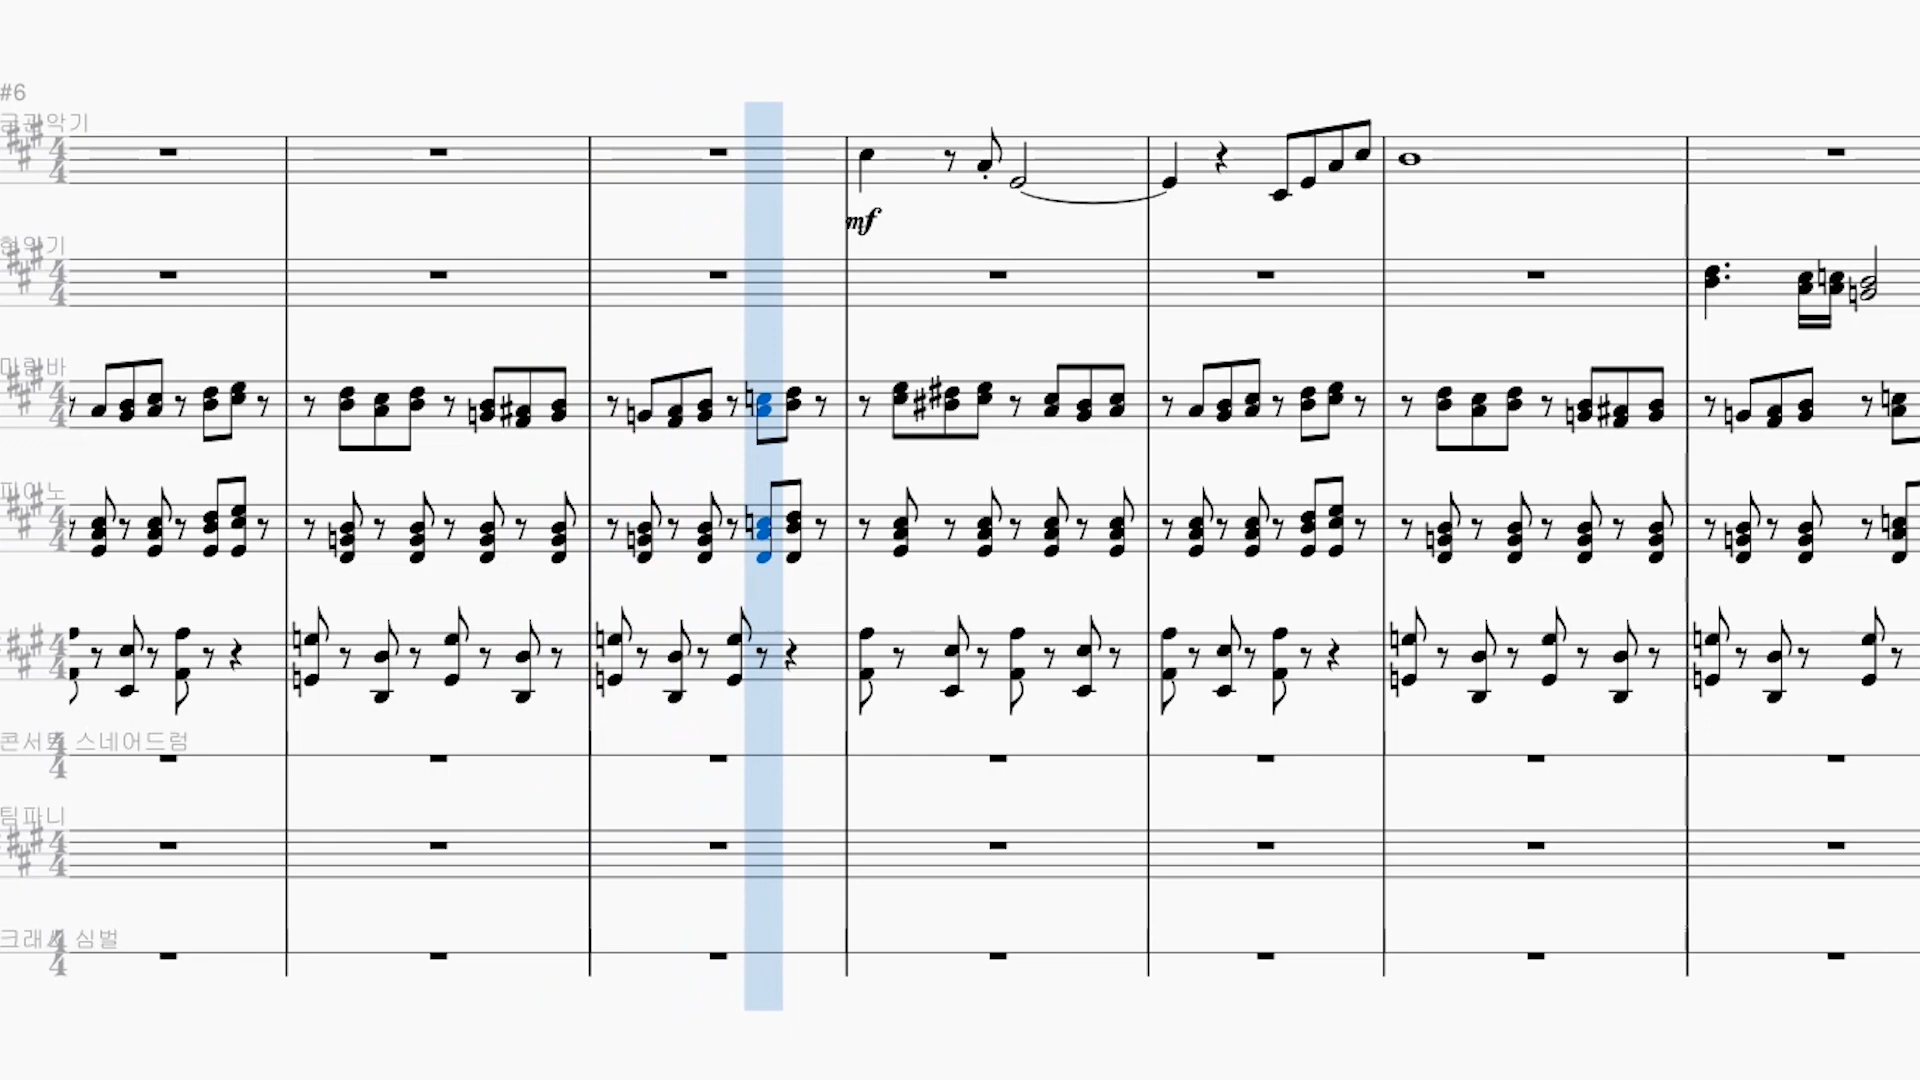 #6
금관악기
mf
현악기
마림바
피아노
콘서트 스네어드럼
팀파니
크래시 심벌